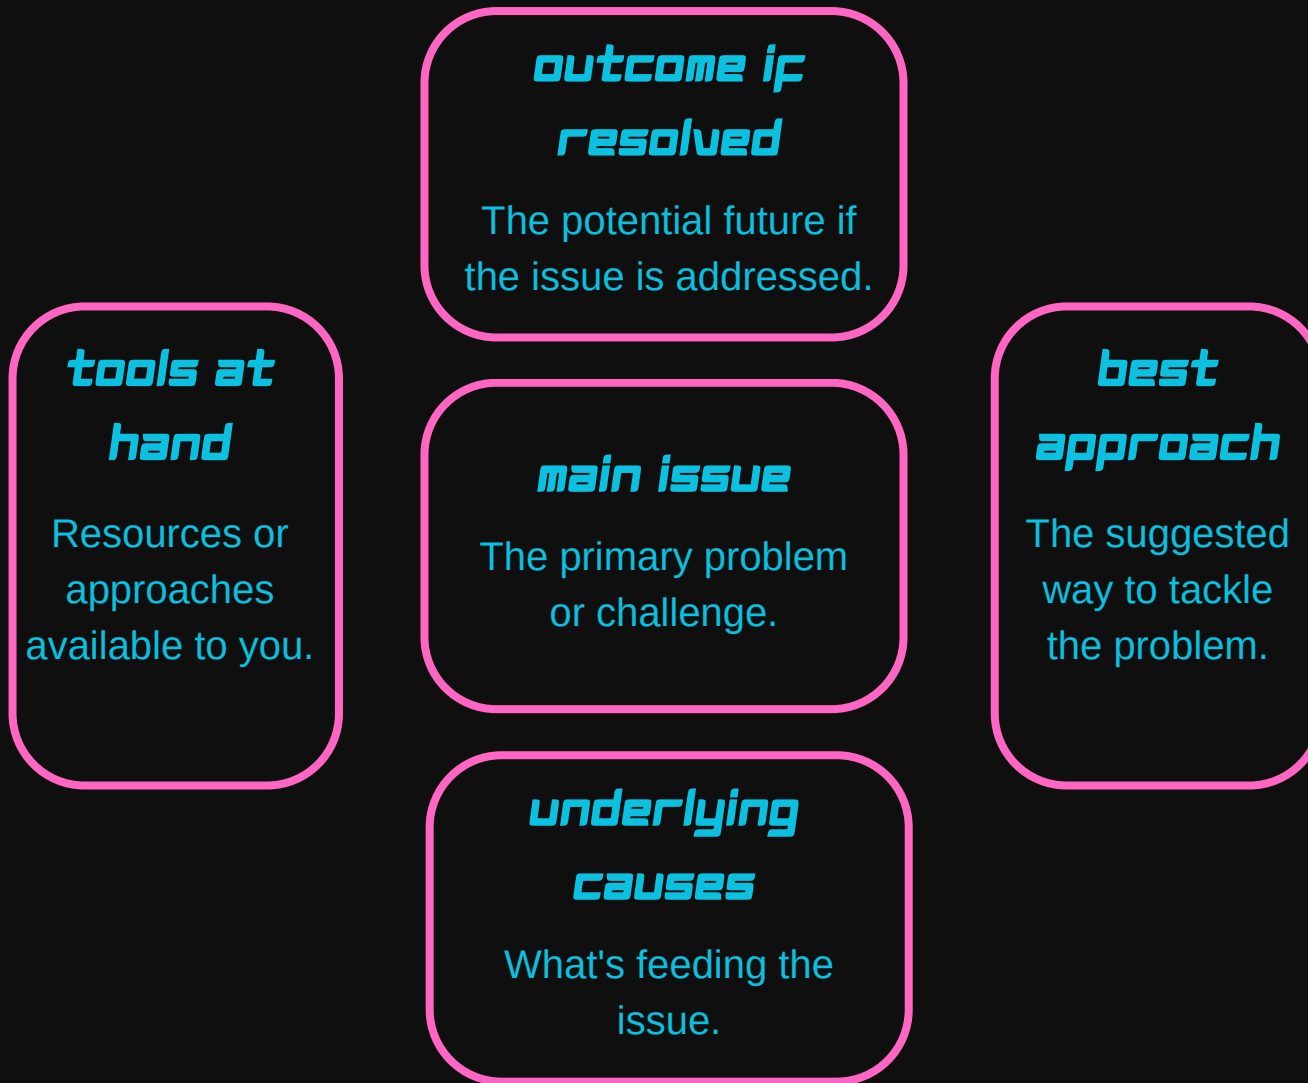 outcome if
resolved
The potential future if
the issue is addressed.
tools at
hand
Resources or
approaches
available to you.
main issue
The primary problem
or challenge.
best
approach
The suggested
way to tackle
the problem.
underlying
causes
What's feeding the
issue.